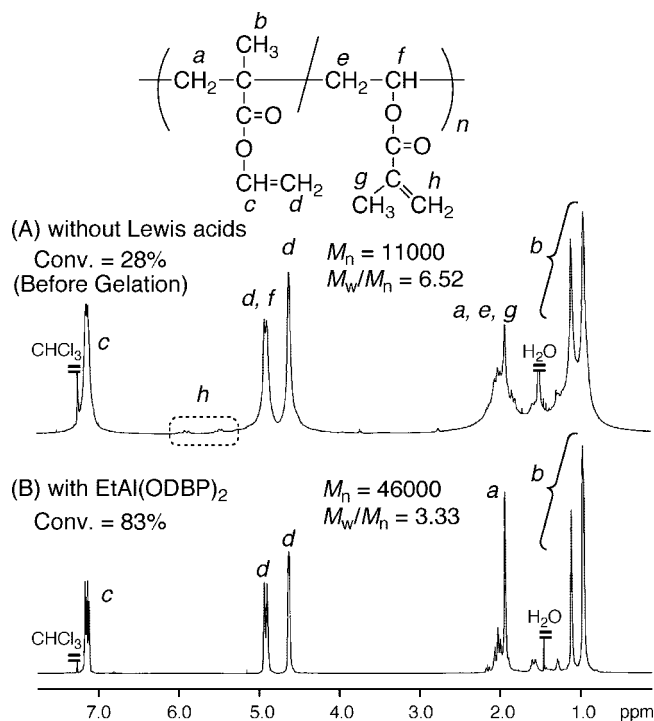 a b e f
CH3
CH2 C CH2 CH
C=O O n
O C=O
CH=CH2 g C h
c d CH3 CH2
(A) without Lewis acids
Conv. = 28%
(Before Gelation)
Mn = 11000
Mw/Mn = 6.52
CHCl3 c h d, f d a, e, g H2O b
(B) with EtAl(ODBP)2
Conv. = 83%
Mn = 46000
Mw/Mn = 3.33
CHCl3 c d d a H2O b
7.0 6.0 5.0 4.0 3.0 2.0 1.0 ppm